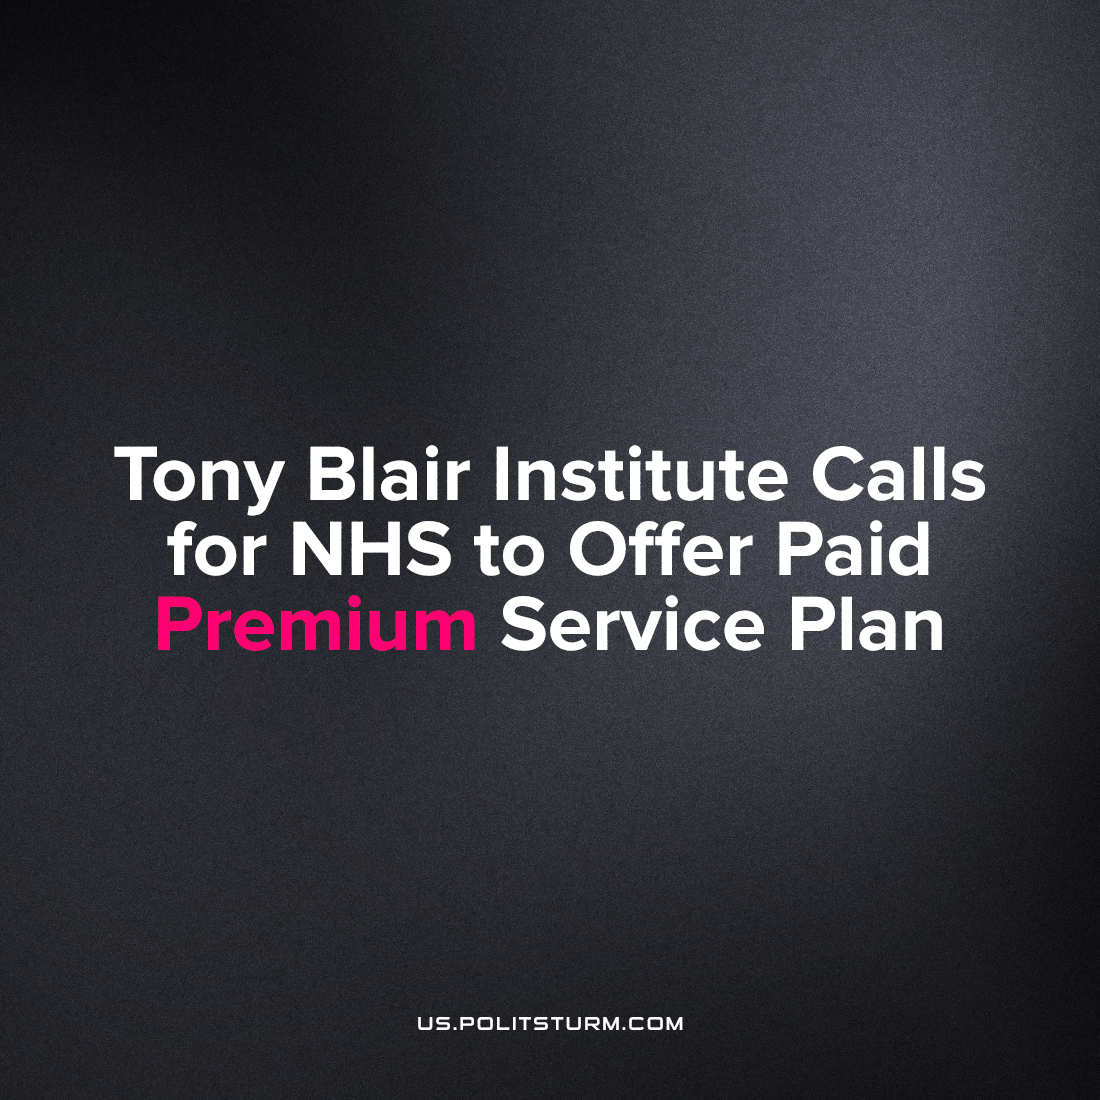 Tony Blair Institute Calls
for NHS to Offer Paid
Premium Service Plan
US.POLITSTURM.COM